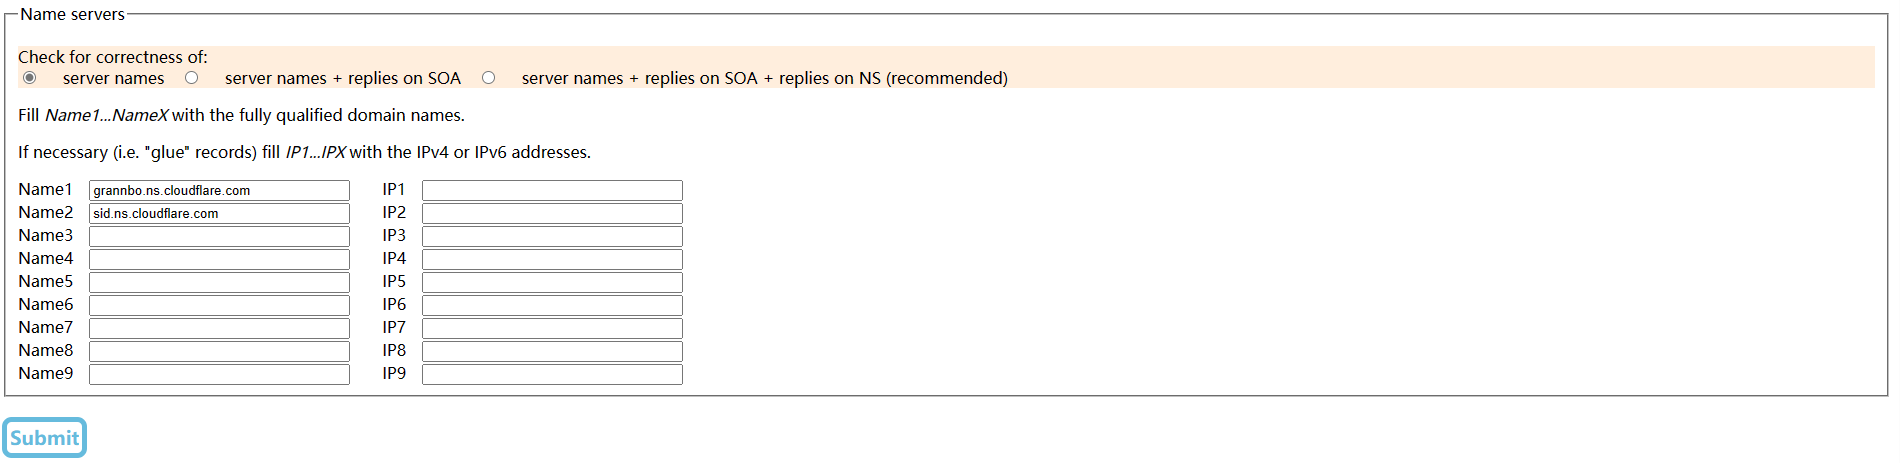 Name servers
Check for correctness of:
server names server names + replies on SOA server names + replies on SOA + replies on NS (recommended)
Fill Name1...NameX with the fully qualified domain names.
If necessary (i.e. "glue" records) fill IP1...IPX with the IPv4 or IPv6 addresses.
Name1 grannbo.ns.cloudflare.com IP1
Name2 sid.ns.cloudflare.com IP2
Name3 IP3
Name4 IP4
Name5 IP5
Name6 IP6
Name7 IP7
Name8 IP8
Name9 IP9
Submit